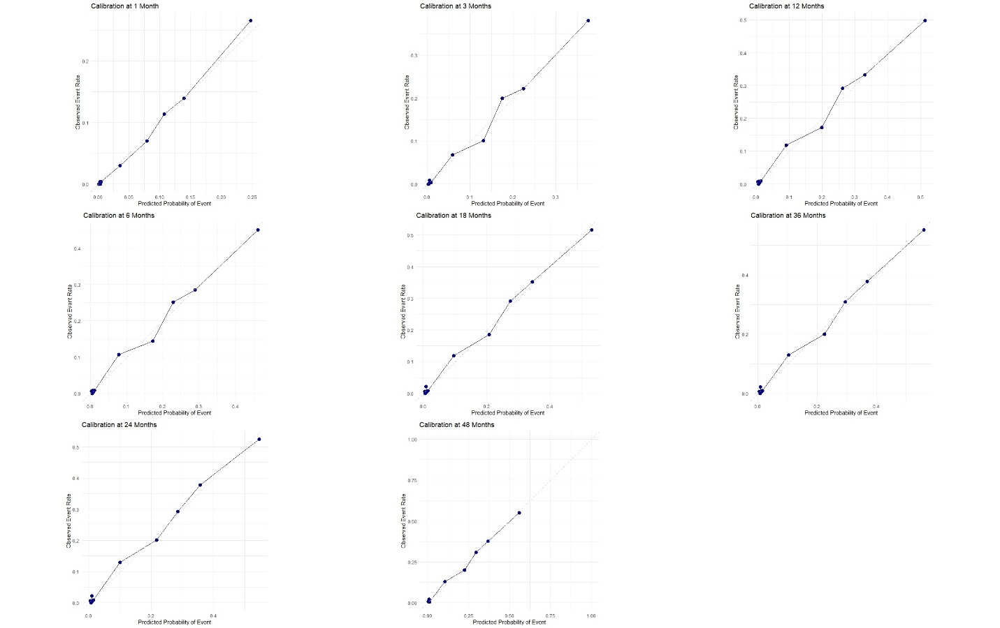 Calibration at 1 Month
Observed Event Rate
0.2
0.1
0.0
0.00 0.05 0.10 0.15 0.20 0.25
Predicted Probability of Event
Calibration at 3 Months
Observed Event Rate
0.3
0.2
0.1
0.0
0.0 0.1 0.2 0.3
Predicted Probability of Event
Calibration at 12 Months
Observed Event Rate
0.5
0.4
0.3
0.2
0.1
0.0
0.0 0.1 0.2 0.3 0.4 0.5
Predicted Probability of Event
Calibration at 6 Months
Observed Event Rate
0.4
0.3
0.2
0.1
0.0
0.0 0.1 0.2 0.3 0.4
Predicted Probability of Event
Calibration at 18 Months
Observed Event Rate
0.5
0.4
0.3
0.2
0.1
0.0
0.0 0.2 0.4
Predicted Probability of Event
Calibration at 36 Months
Observed Event Rate
0.4
0.2
0.0
0.0 0.2 0.4
Predicted Probability of Event
Calibration at 24 Months
Observed Event Rate
0.5
0.4
0.3
0.2
0.1
0.0
0.0 0.2 0.4
Predicted Probability of Event
Calibration at 48 Months
Observed Event Rate
1.00
0.75
0.50
0.25
0.00
0.00 0.25 0.50 0.75 1.00
Predicted Probability of Event